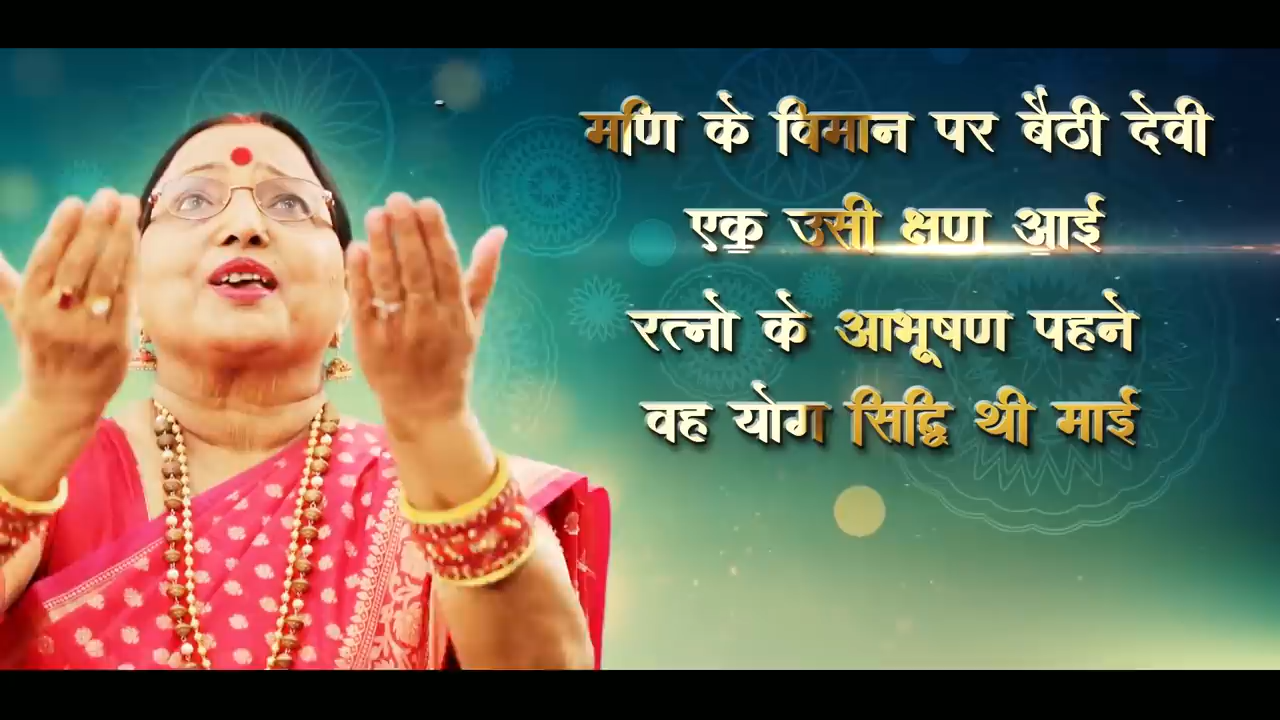 मणि के विमान पर बैठी देवी
एक उसी क्षण आई
रत्नो के आभूषण पहने
वह योग सिद्धि थी माई